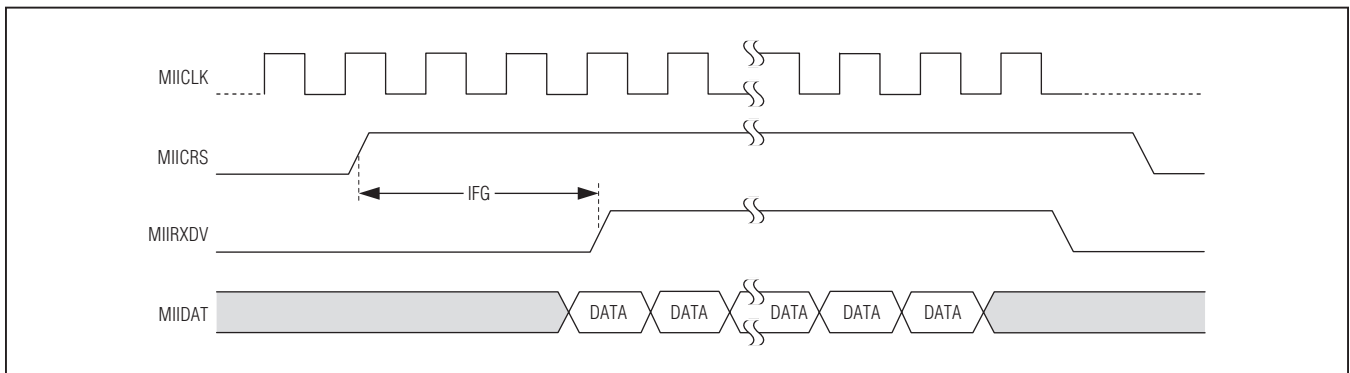 MIICLK
MIICRS
IFG
MIIRXDV
MIIDAT
DATA DATA DATA DATA DATA